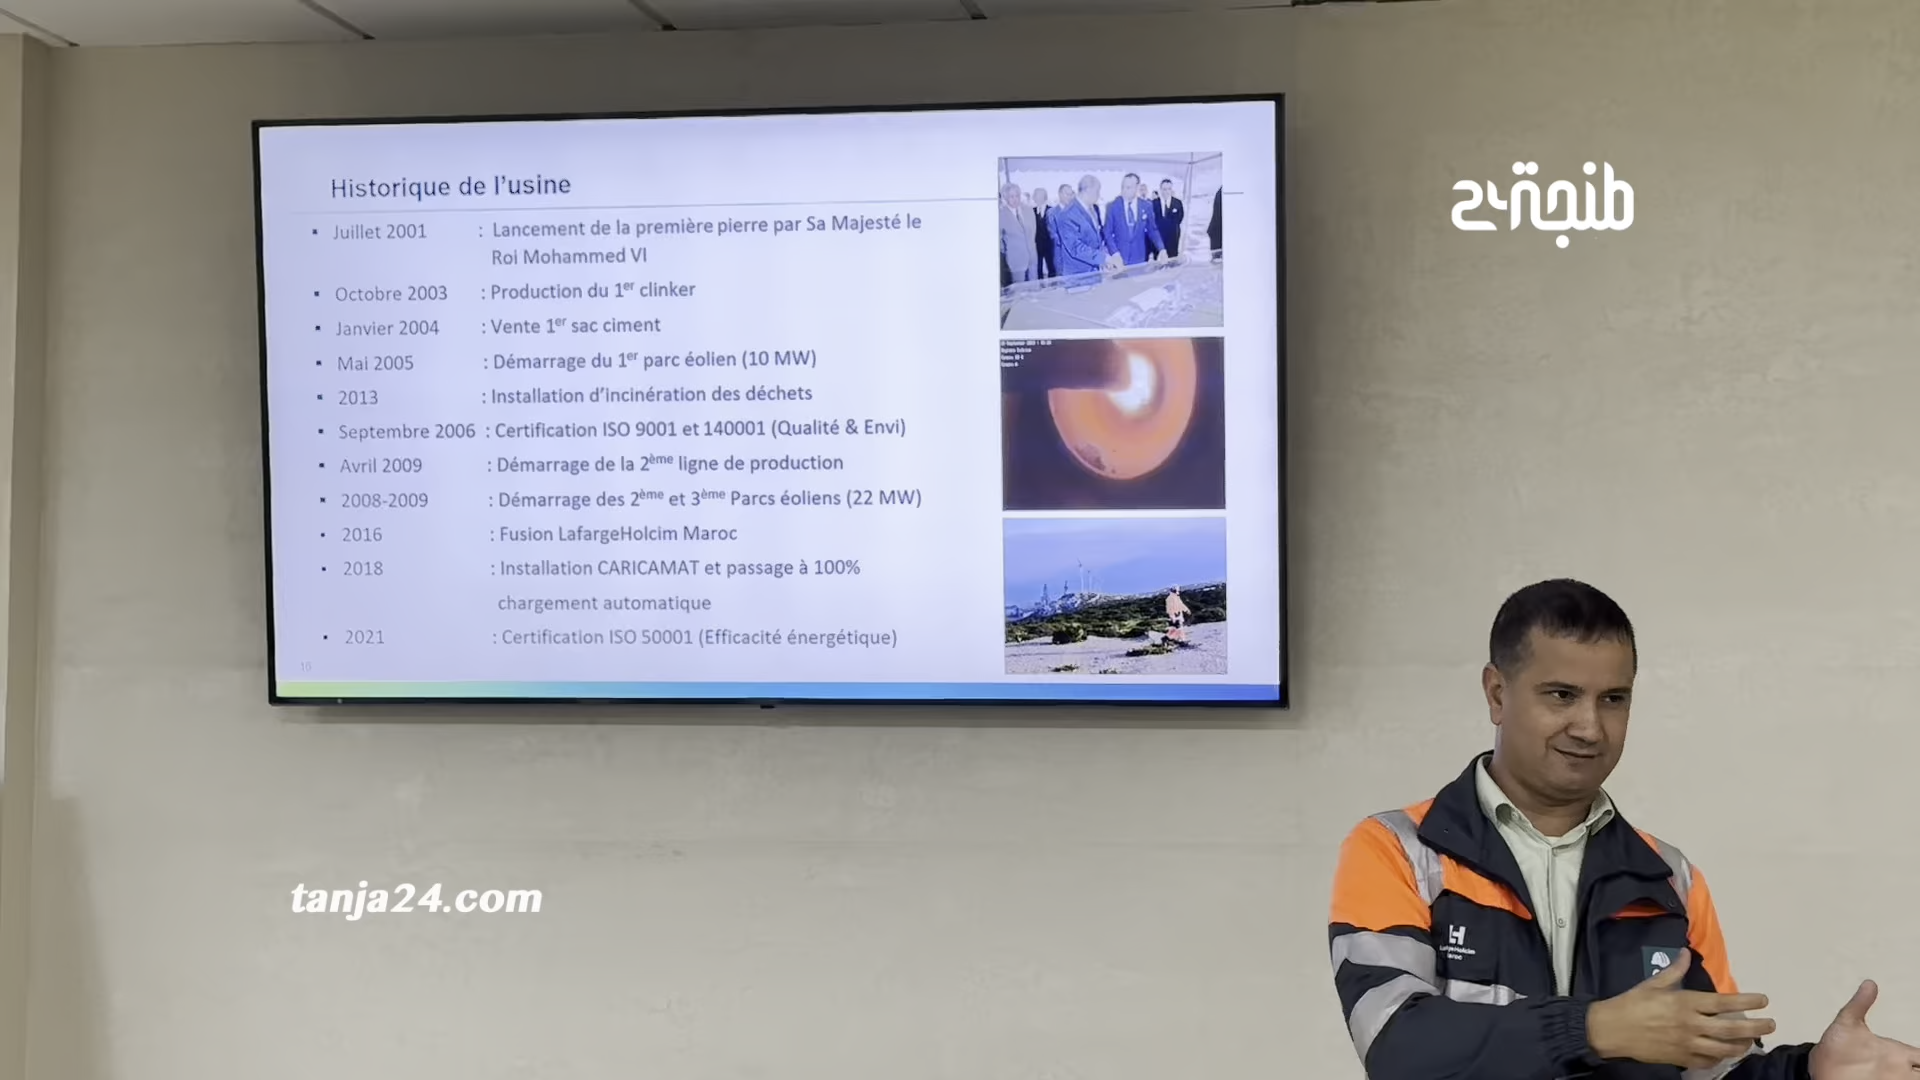 Historique de l'usine
▪ Juillet 2001 : Lancement de la première pierre par Sa Majesté le
Roi Mohammed VI
▪ Octobre 2003 : Production du 1er clinker
▪ Janvier 2004 : Vente 1er sac ciment
▪ Mai 2005 : Démarrage du 1er parc éolien (10 MW)
▪ 2013 : Installation d'incinération des déchets
▪ Septembre 2006 : Certification ISO 9001 et 140001 (Qualité & Envi)
▪ Avril 2009 : Démarrage de la 2ème ligne de production
▪ 2008-2009 : Démarrage des 2ème et 3ème Parcs éoliens (22 MW)
▪ 2016 : Fusion LafargeHolcim Maroc
▪ 2018 : Installation CARICAMAT et passage à 100%
chargement automatique
▪ 2021 : Certification ISO 50001 (Efficacité énergétique)
16
طنجة24
tanja24.com
LafargeHolcim
Maroc